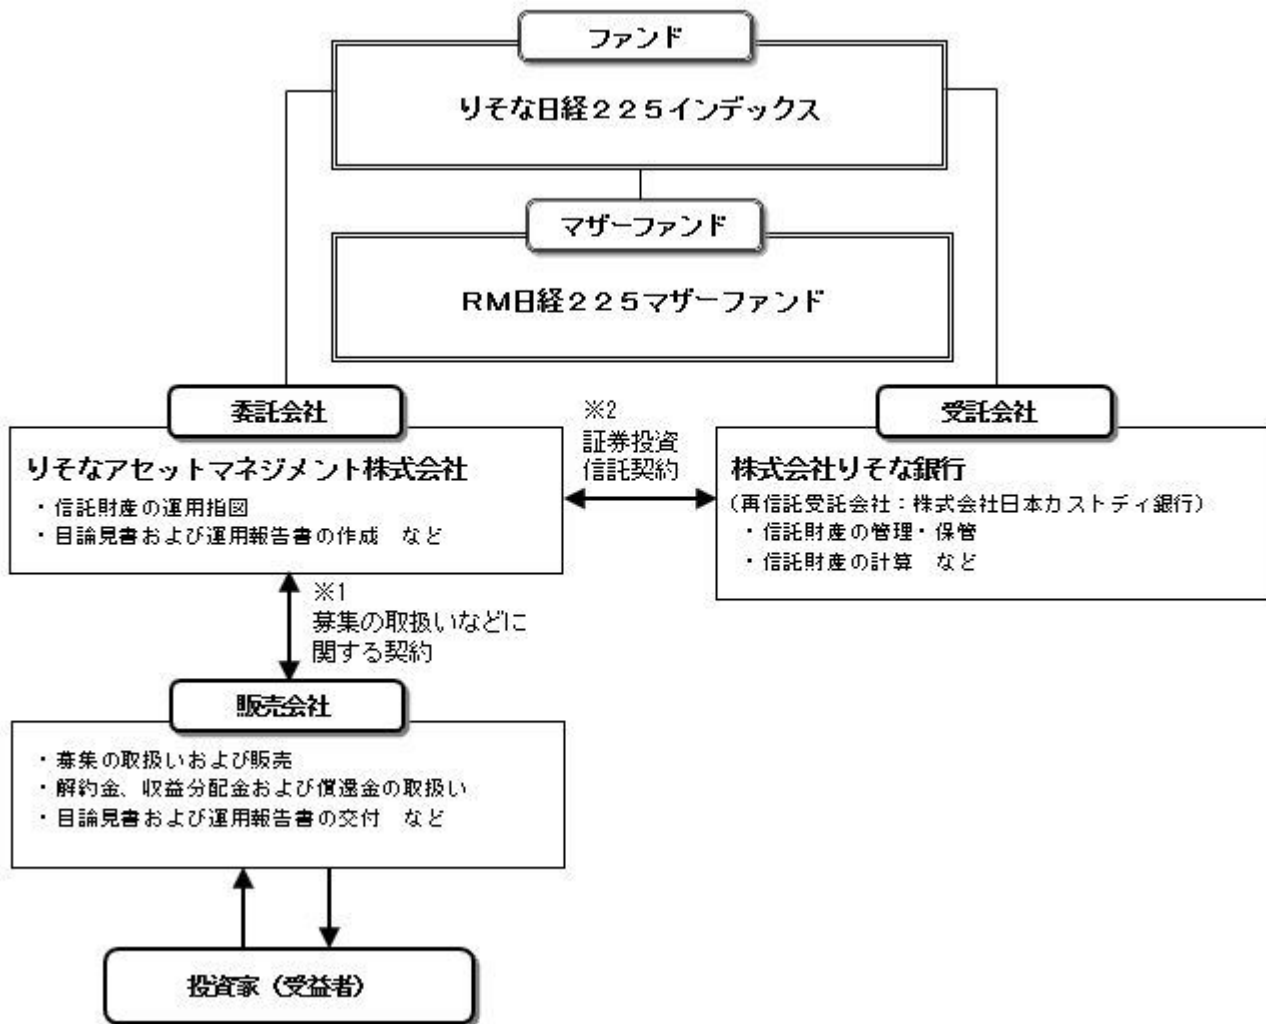 ファンド
りそな日経２２５インデックス
マザーファンド
ＲＭ日経２２５マザーファンド
委託会社
りそなアセットマネジメント株式会社
・信託財産の運用指図
・目論見書および運用報告書の作成　など
※2
証券投資
信託契約
受託会社
株式会社りそな銀行
（再信託受託会社：株式会社日本カストディ銀行）
・信託財産の管理・保管
・信託財産の計算　など
※1
募集の取扱いなどに
関する契約
販売会社
・募集の取扱いおよび販売
・解約金、収益分配金および償還金の取扱い
・目論見書および運用報告書の交付　など
投資家（受益者）